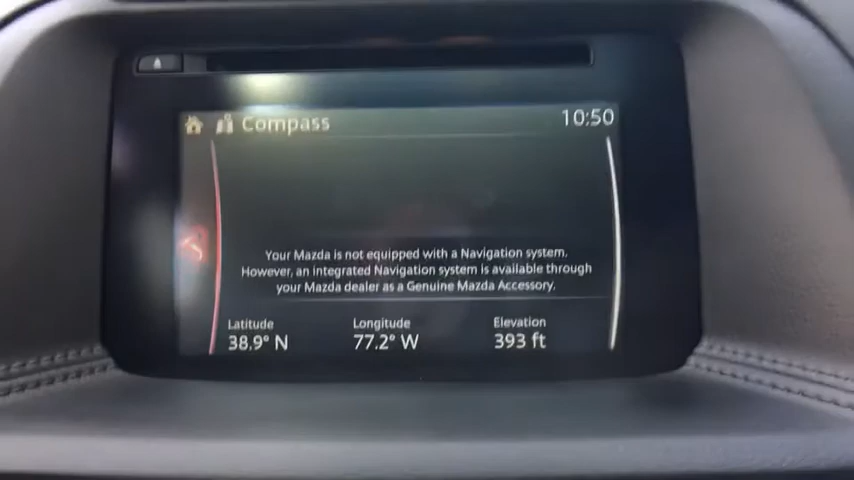 Compass 10:50
Your Mazda is not equipped with a Navigation system.
However, an integrated Navigation system is available through
your Mazda dealer as a Genuine Mazda Accessory.
Latitude Longitude Elevation
38.9° N 77.2° W 393 ft